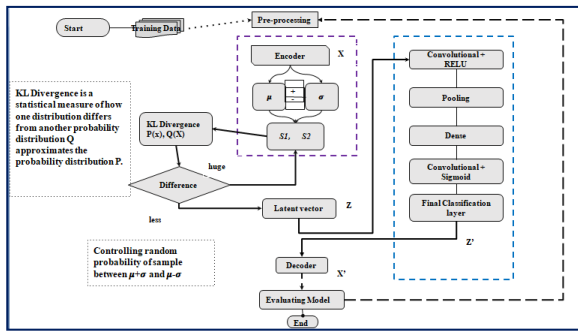 Start
Training Data
Pre-processing
Encoder
X
μ
+
-
σ
S1, S2
KL Divergence is a
statistical measure of how
one distribution differs
from another probability
distribution Q
approximates the
probability distribution P.
KL Divergence
P(x), Q(X)
huge
Difference
less
Latent vector
Z
Controlling random
probability of sample
between μ+σ and μ-σ
Convolutional +
RELU
Pooling
Dense
Convolutional +
Sigmoid
Final Classification
layer
Z'
Decoder
X'
Evaluating Model
End